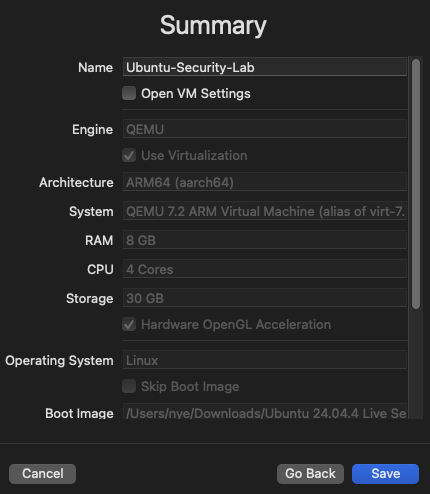 Summary
Name Ubuntu-Security-Lab
Open VM Settings
Engine QEMU
Use Virtualization
Architecture ARM64 (aarch64)
System QEMU 7.2 ARM Virtual Machine (alias of virt-7.
RAM 8 GB
CPU 4 Cores
Storage 30 GB
Hardware OpenGL Acceleration
Operating System Linux
Skip Boot Image
Boot Image /Users/nye/Downloads/Ubuntu 24.04.4 Live Se
Cancel Go Back Save